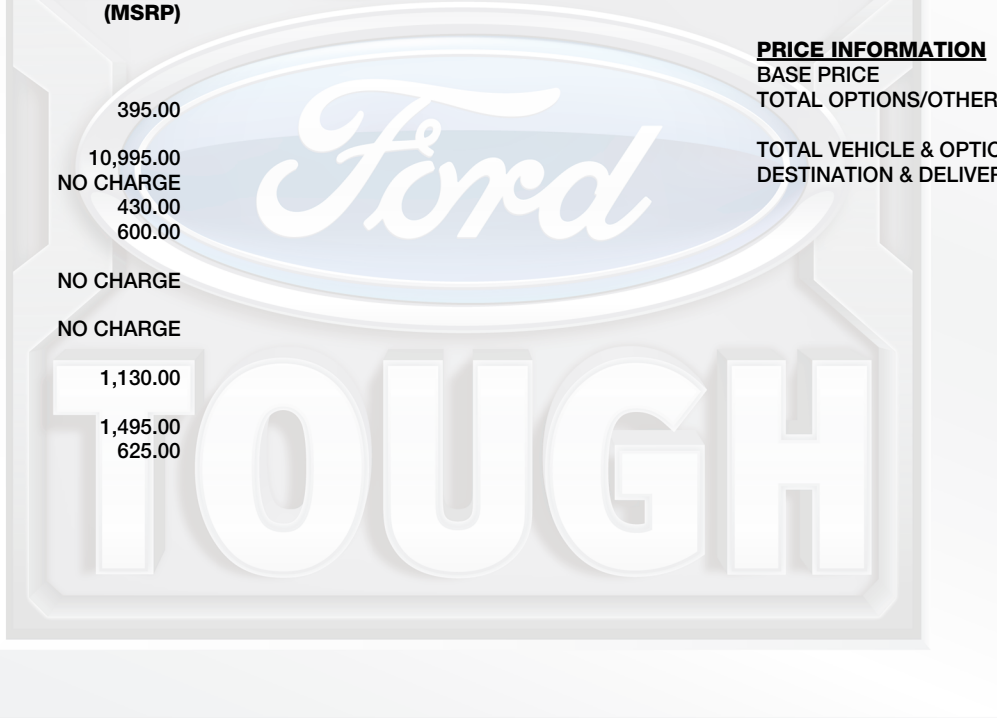 (MSRP)
395.00
10,995.00
NO CHARGE
430.00
600.00
NO CHARGE
NO CHARGE
1,130.00
1,495.00
625.00
PRICE INFORMATION
BASE PRICE
TOTAL OPTIONS/OTHER
TOTAL VEHICLE & OPTIO
DESTINATION & DELIVER
Ford
TOUGH